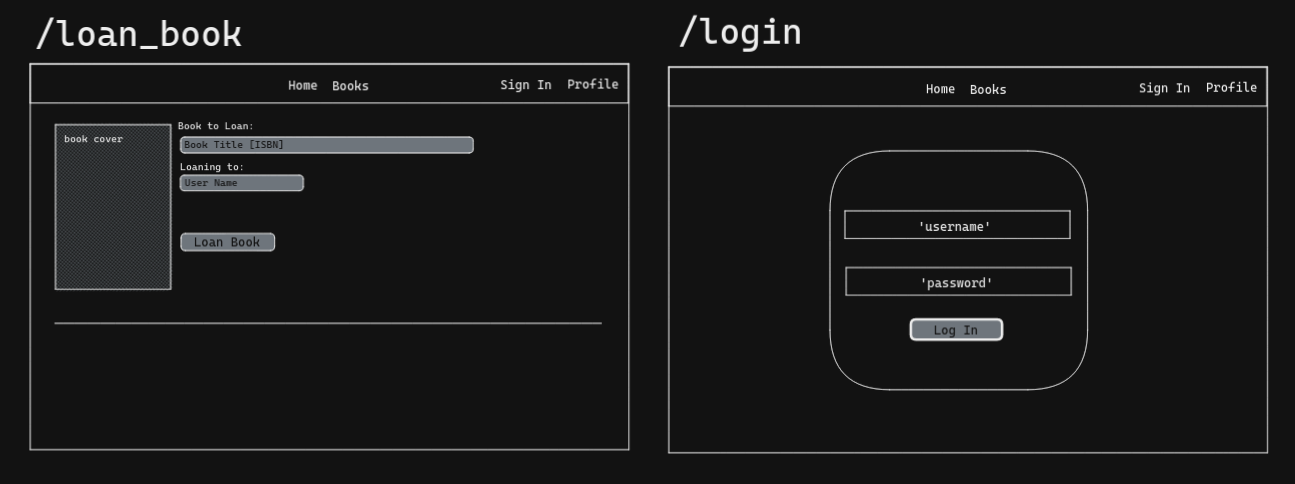 /loan_book
Home Books Sign In Profile
book cover
Book to Loan:
Book Title [ISBN]
Loaning to:
User Name
Loan Book
/login
Home Books Sign In Profile
'username'
'password'
Log In